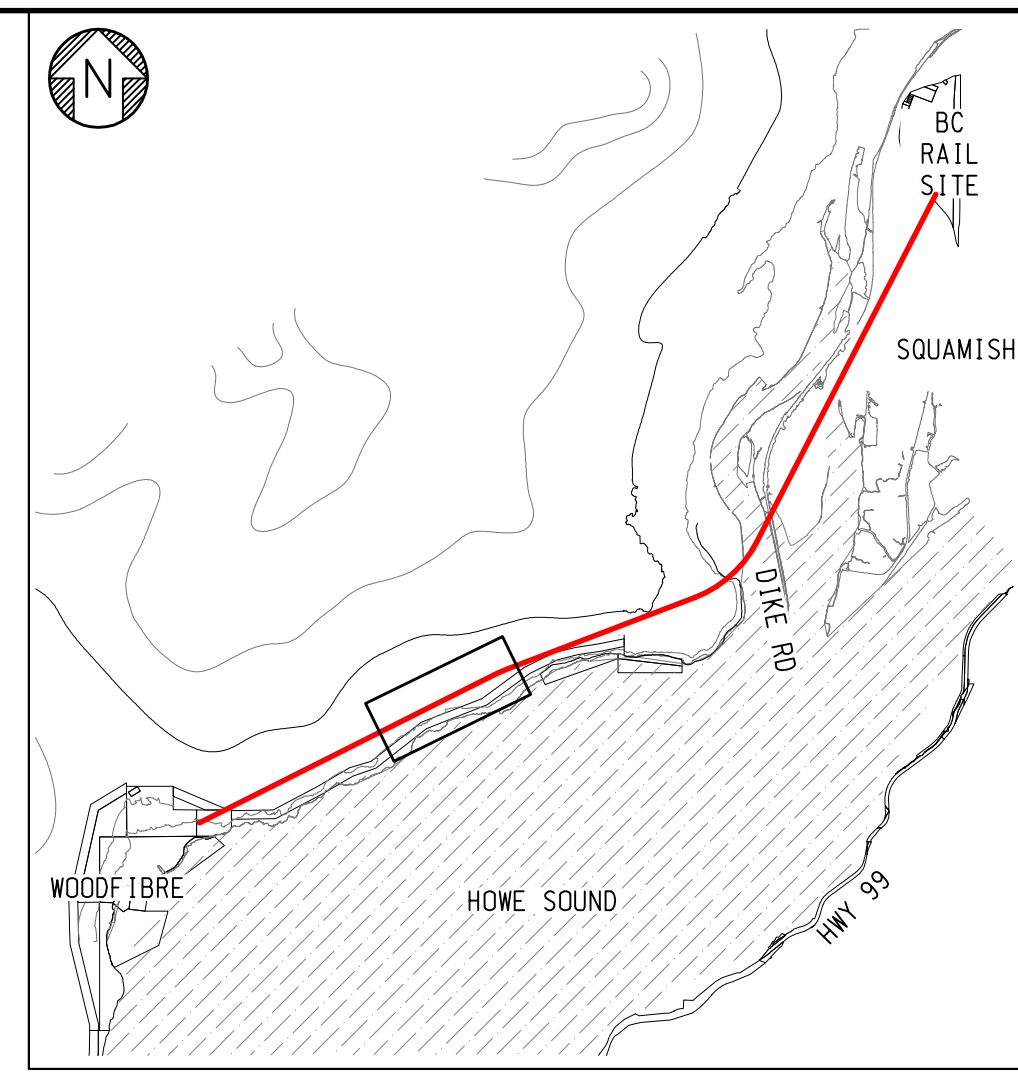 N
BC
RAIL
SITE
SQUAMISH
DIKE RD
WOODFIBRE
HOWE SOUND
HWY 99